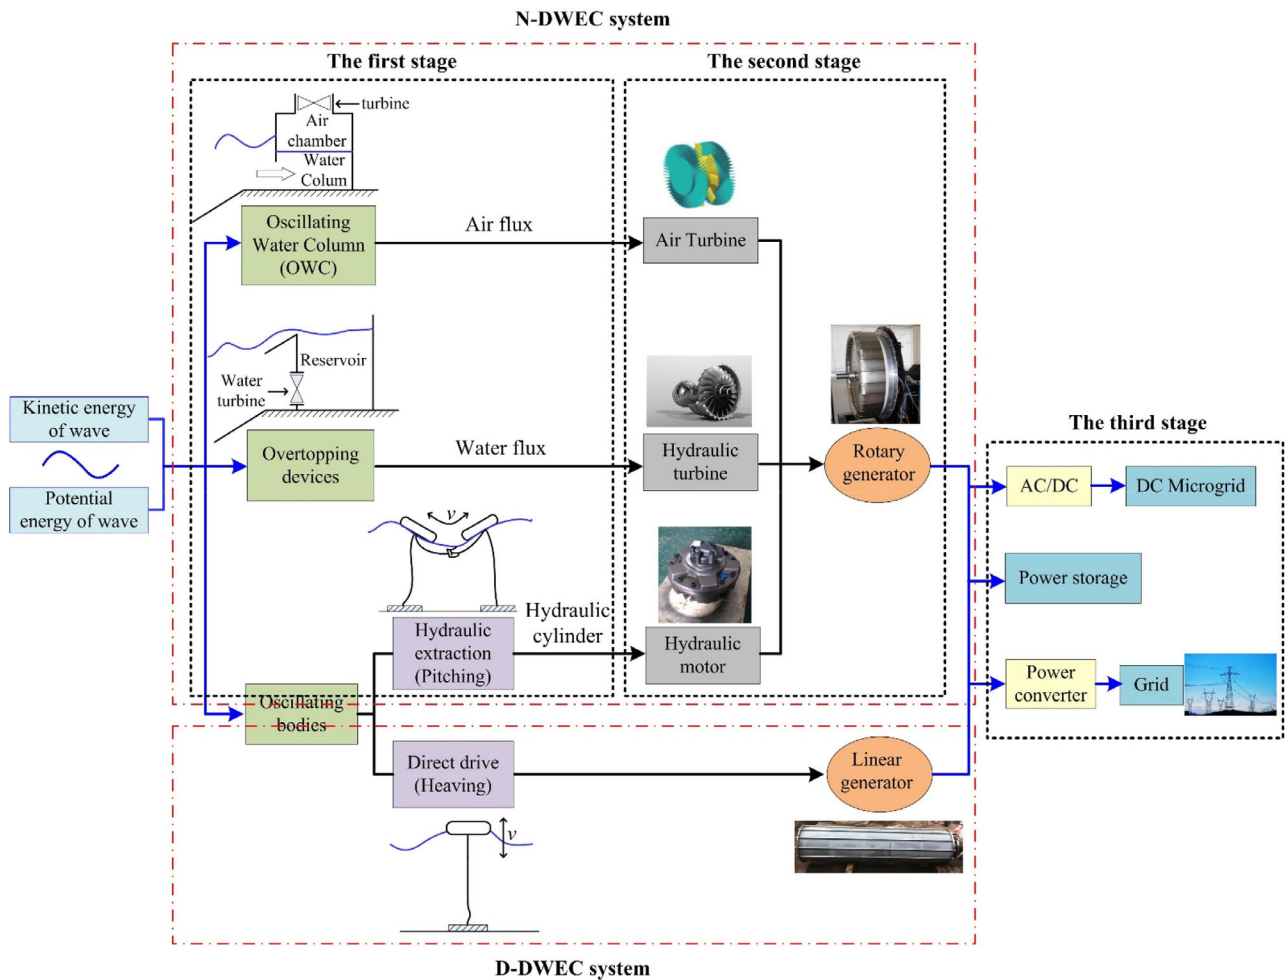 N-DWEC system
The first stage
The second stage
turbine
Air
chamber
Water
Colum
Oscillating
Water Column
(OWC)
Air flux
Air Turbine
Reservoir
Water
turbine
Kinetic energy
of wave
Potential
energy of wave
Overtopping
devices
Water flux
Hydraulic
turbine
Rotary
generator
The third stage
AC/DC
DC Microgrid
Power storage
Power
converter
Grid
v
Hydraulic
extraction
(Pitching)
Hydraulic
cylinder
Hydraulic
motor
Oscillating
bodies
Direct drive
(Heaving)
Linear
generator
v
D-DWEC system